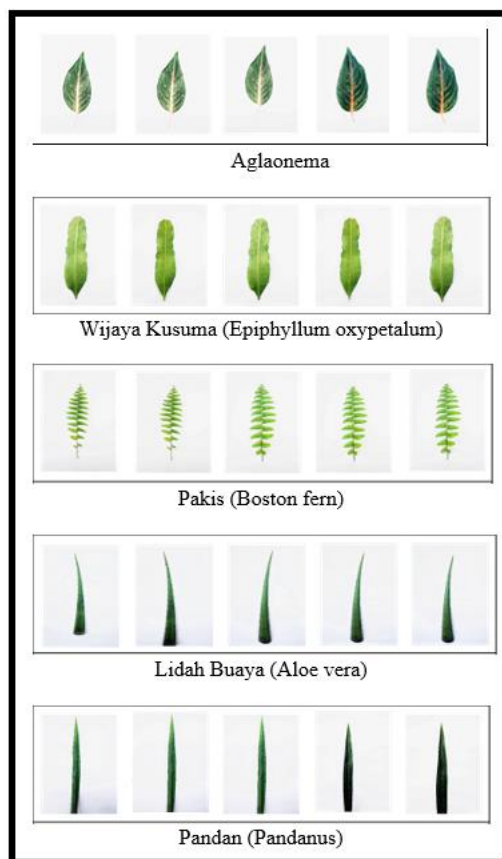 Aglaonema
Wijaya Kusuma (Epiphyllum oxypetalum)
Pakis (Boston fern)
Lidah Buaya (Aloe vera)
Pandan (Pandanus)